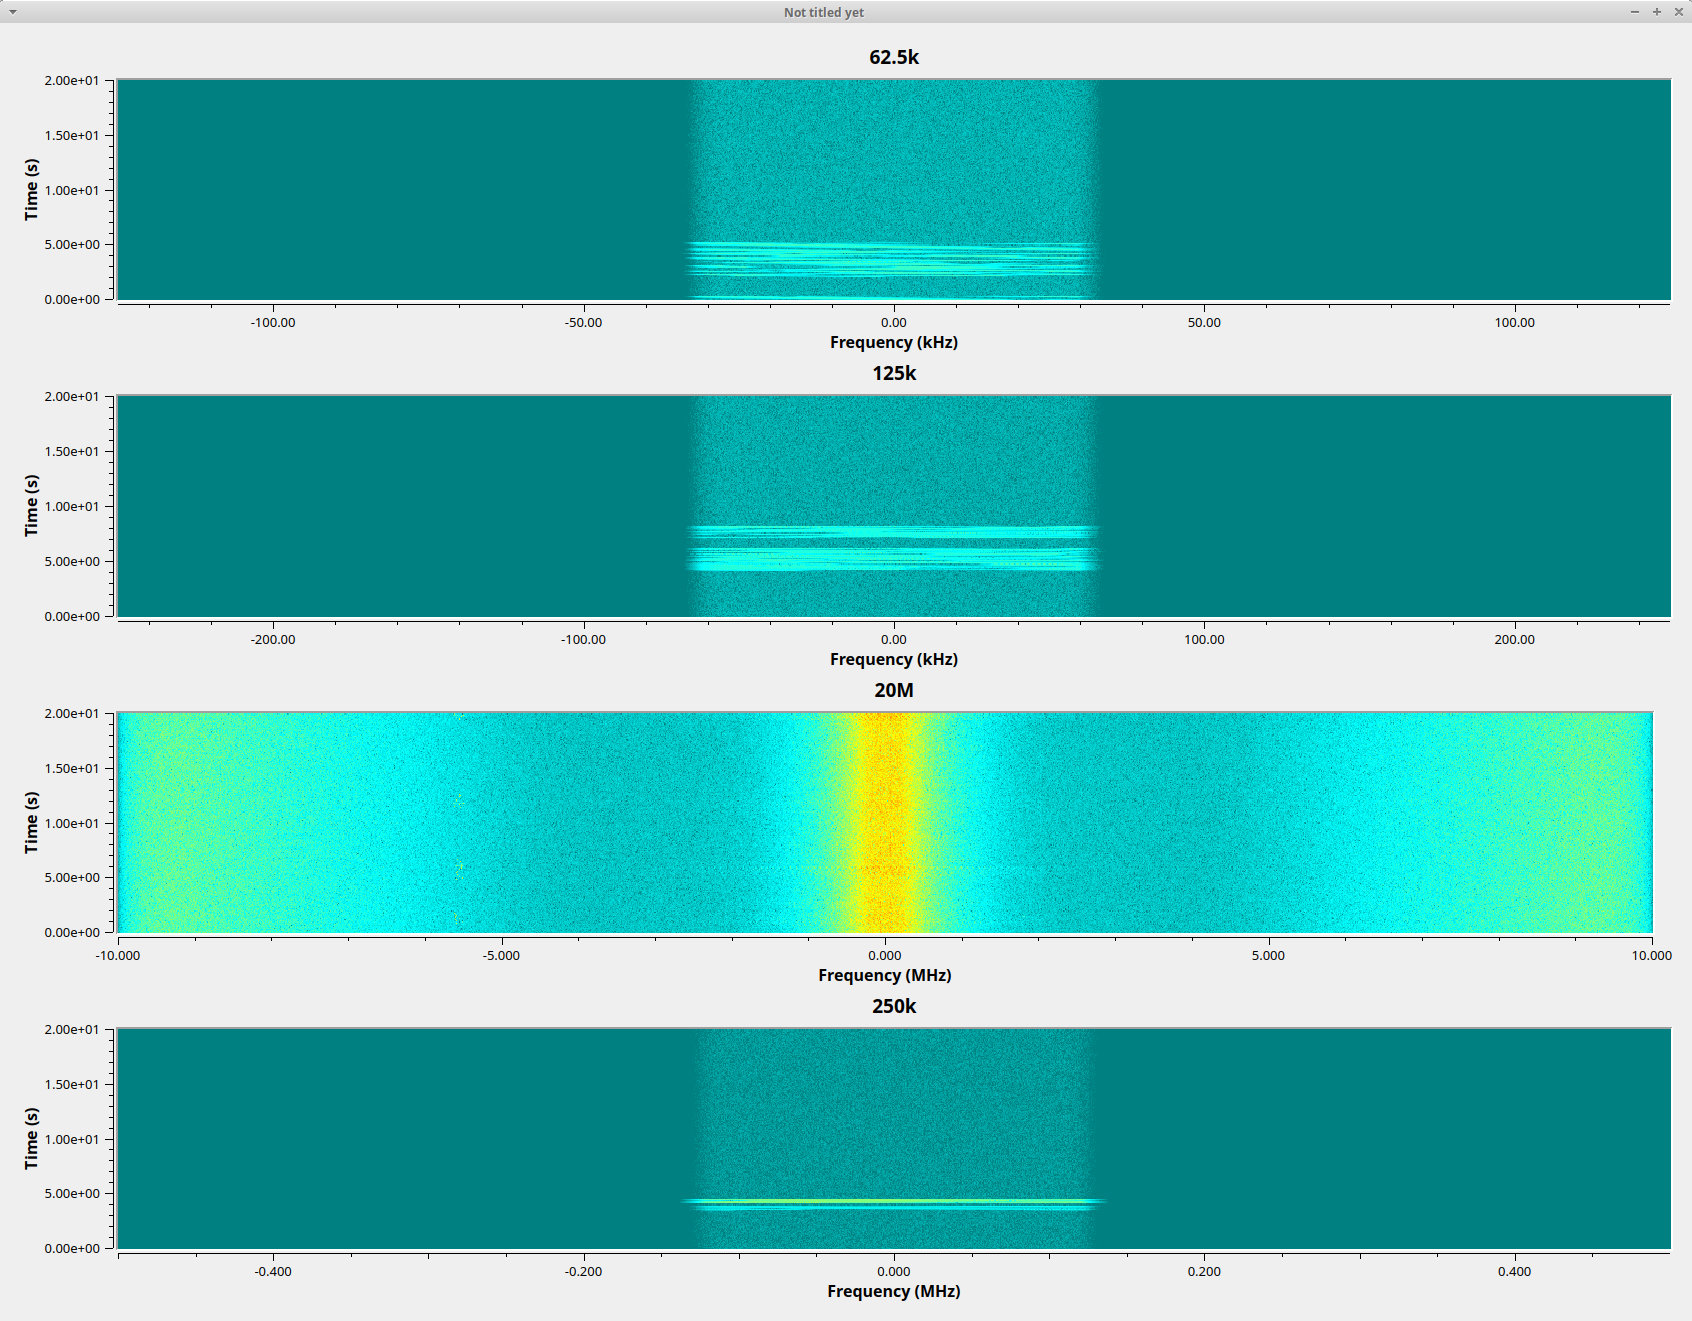 Not titled yet
62.5k
2.00e+01
1.50e+01
1.00e+01
5.00e+00
0.00e+00
Time (s)
-100.00 -50.00 0.00 50.00 100.00
Frequency (kHz)
125k
2.00e+01
1.50e+01
1.00e+01
5.00e+00
0.00e+00
Time (s)
-200.00 -100.00 0.00 100.00 200.00
Frequency (kHz)
20M
2.00e+01
1.50e+01
1.00e+01
5.00e+00
0.00e+00
Time (s)
-10.000 -5.000 0.000 5.000 10.000
Frequency (MHz)
250k
2.00e+01
1.50e+01
1.00e+01
5.00e+00
0.00e+00
Time (s)
-0.400 -0.200 0.000 0.200 0.400
Frequency (MHz)